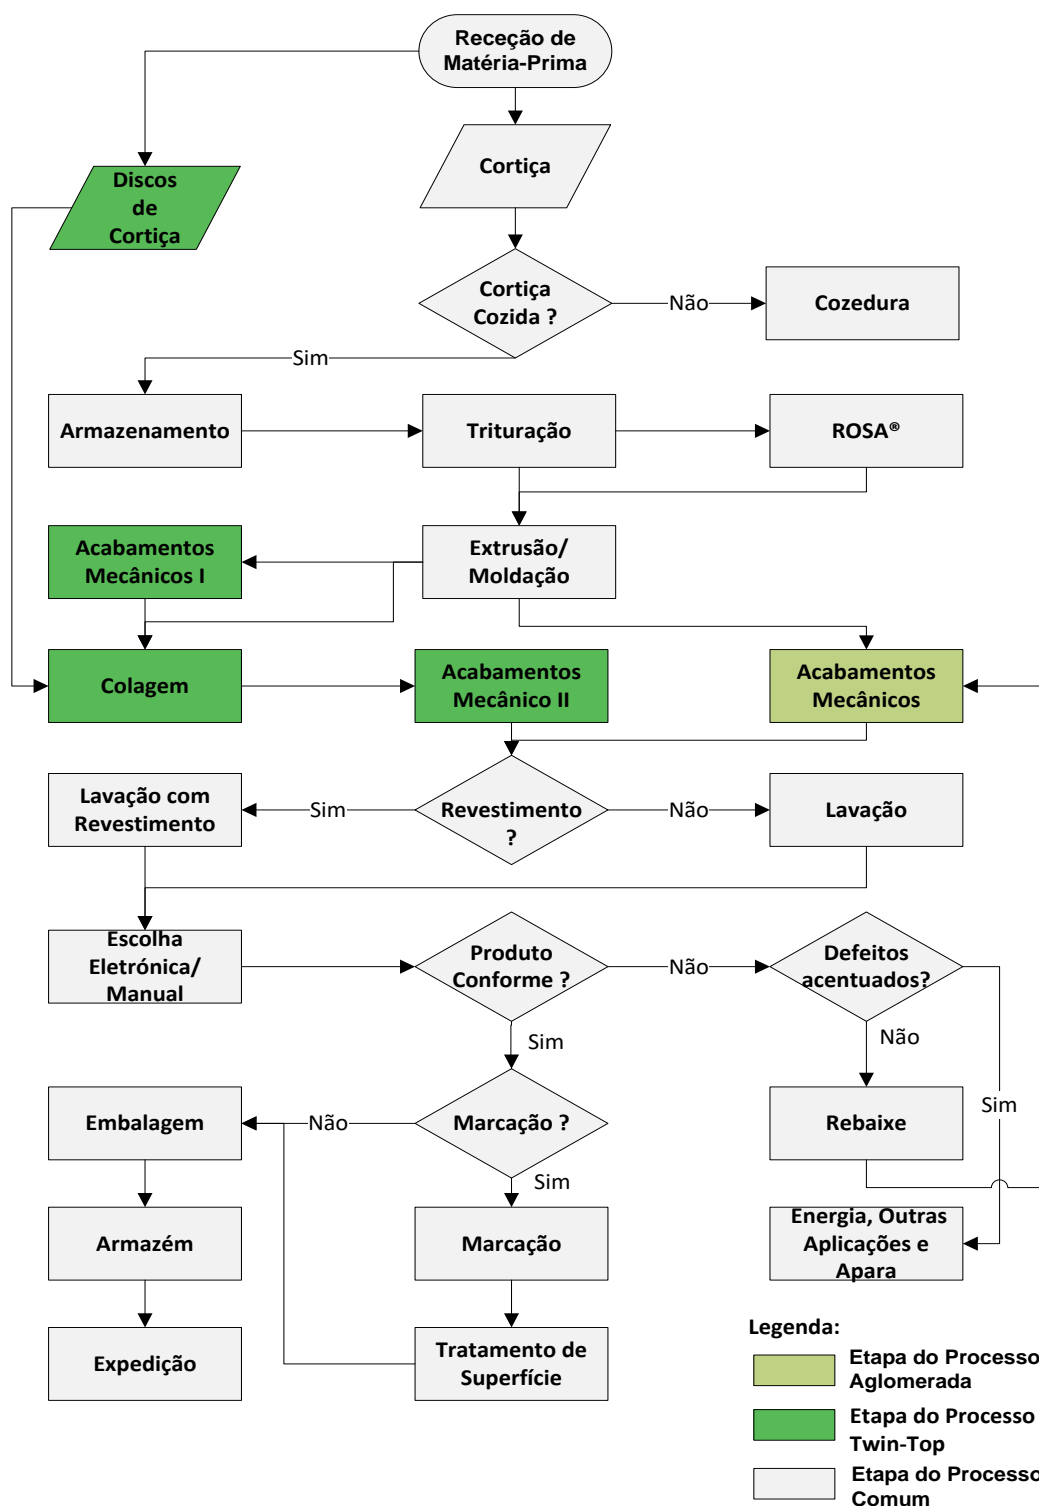 Receção de
Matéria-Prima
Cortiça
Discos
de
Cortiça
Cortiça
Cozida ?
Não
Cozedura
Sim
Armazenamento
Trituração
ROSA®
Acabamentos
Mecânicos I
Extrusão/
Moldação
Colagem
Acabamentos
Mecânico II
Acabamentos
Mecânicos
Lavação com
Revestimento
Sim
Revestimento
?
Não
Lavação
Escolha
Eletrónica/
Manual
Produto
Conforme ?
Não
Defeitos
acentuados?
Sim
Não
Embalagem
Não
Marcação ?
Rebaixe
Sim
Sim
Armazém
Marcação
Energia, Outras
Aplicações e
Apara
Expedição
Tratamento de
Superfície
Legenda:
Etapa do Processo
Aglomerada
Etapa do Processo
Twin-Top
Etapa do Processo
Comum